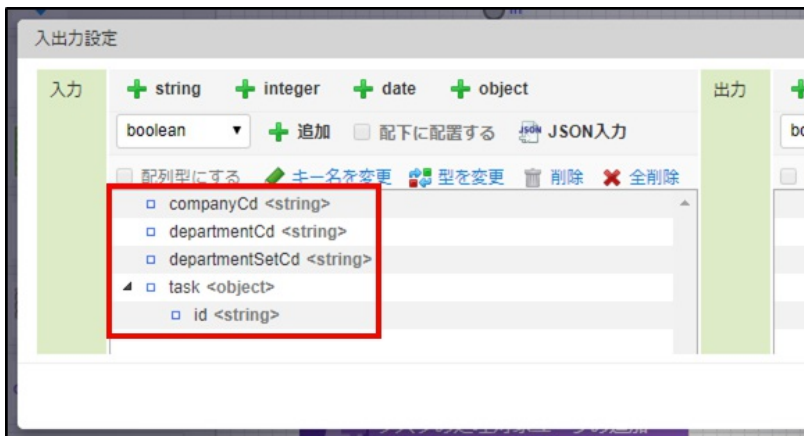 入出力設定
入力
string integer date object
boolean 追加 配下に配置する JSON入力
配列型にする キー名を変更 型を変更 削除 全削除
companyCd <string>
departmentCd <string>
departmentSetCd <string>
task <object>
id <string>
出力